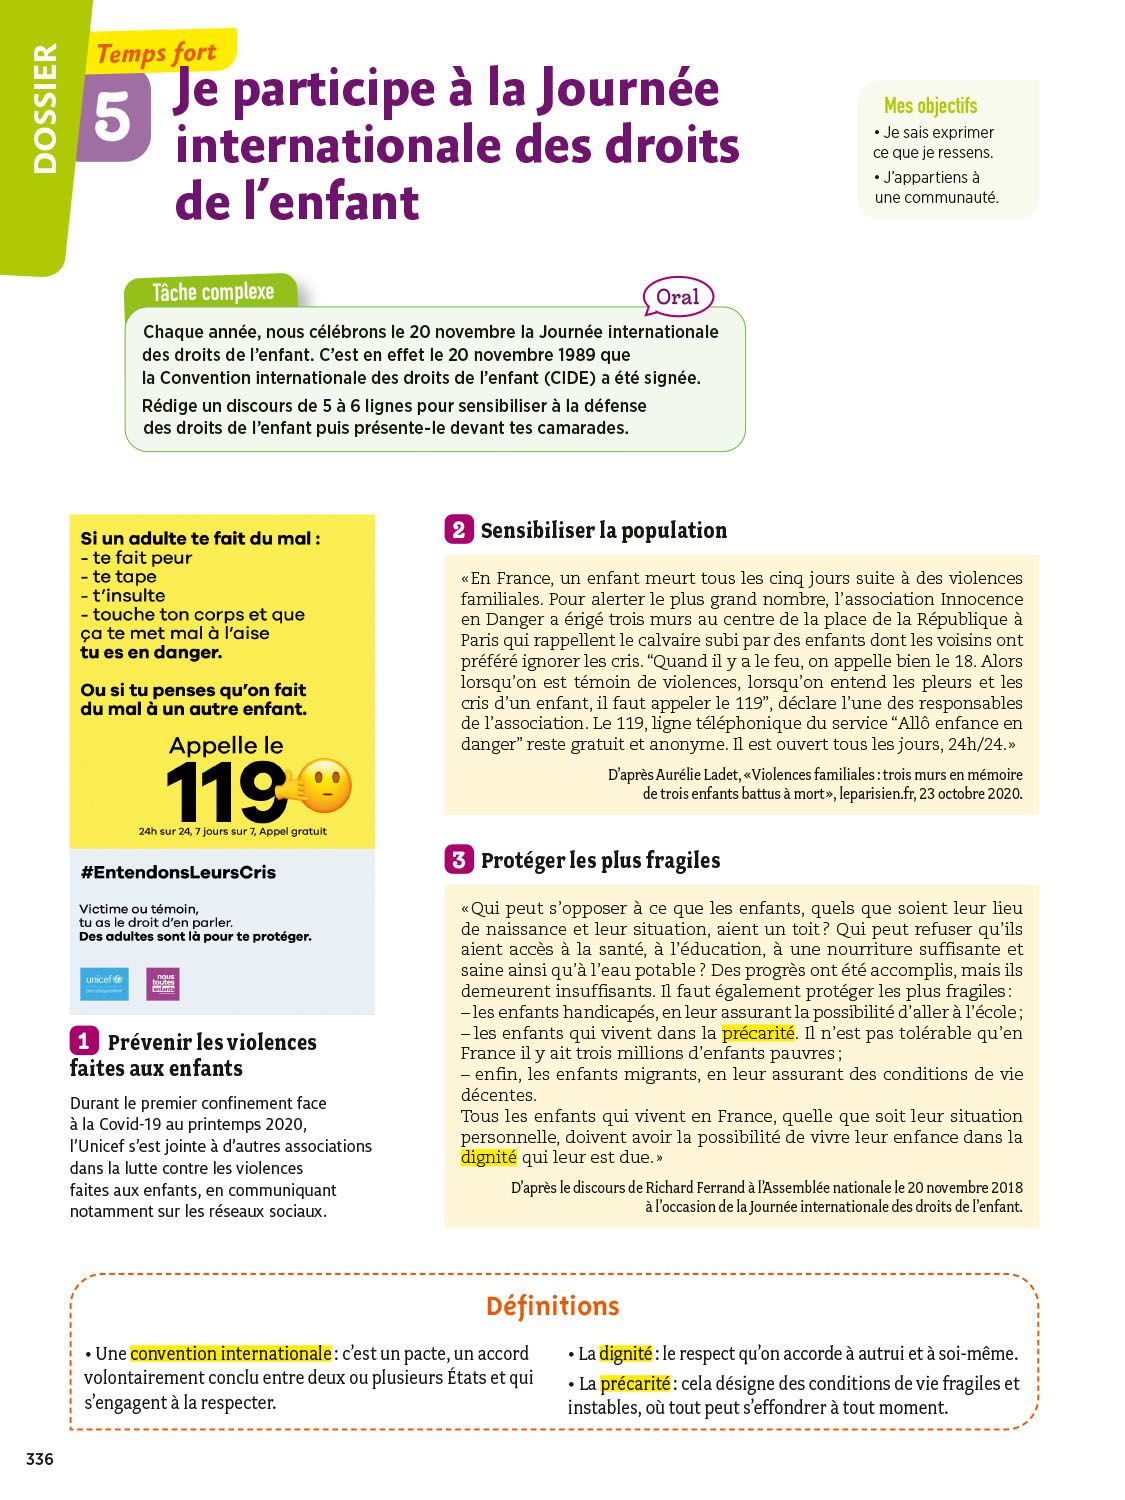 DOSSIER
Temps fort
5
Je participe à la Journée
internationale des droits
de l'enfant
Mes objectifs
• Je sais exprimer
ce que je ressens.
• J'appartiens à
une communauté.
Tâche complexe
Oral
Chaque année, nous célébrons le 20 novembre la Journée internationale
des droits de l'enfant. C'est en effet le 20 novembre 1989 que
la Convention internationale des droits de l'enfant (CIDE) a été signée.
Rédige un discours de 5 à 6 lignes pour sensibiliser à la défense
des droits de l'enfant puis présente-le devant tes camarades.
Si un adulte te fait du mal :
- te fait peur
- te tape
- t'insulte
- touche ton corps et que
ça te met mal à l'aise
tu es en danger.
Ou si tu penses qu'on fait
du mal à un autre enfant.
Appelle le
119
24h sur 24, 7 jours sur 7, Appel gratuit
#EntendonsLeursCris
Victime ou témoin,
tu as le droit d'en parler.
Des adultes sont là pour te protéger.
unicef
nous
toutes
enfants
1 Prévenir les violences
faites aux enfants
Durant le premier confinement face
à la Covid-19 au printemps 2020,
l'Unicef s'est jointe à d'autres associations
dans la lutte contre les violences
faites aux enfants, en communiquant
notamment sur les réseaux sociaux.
2 Sensibiliser la population
« En France, un enfant meurt tous les cinq jours suite à des violences
familiales. Pour alerter le plus grand nombre, l'association Innocence
en Danger a érigé trois murs au centre de la place de la République à
Paris qui rappellent le calvaire subi par des enfants dont les voisins ont
préféré ignorer les cris. “Quand il y a le feu, on appelle bien le 18. Alors
lorsqu'on est témoin de violences, lorsqu'on entend les pleurs et les
cris d'un enfant, il faut appeler le 119”, déclare l'une des responsables
de l'association. Le 119, ligne téléphonique du service “Allô enfance en
danger” reste gratuit et anonyme. Il est ouvert tous les jours, 24h/24. »
D'après Aurélie Ladet, « Violences familiales : trois murs en mémoire
de trois enfants battus à mort », leparisien.fr, 23 octobre 2020.
3 Protéger les plus fragiles
« Qui peut s'opposer à ce que les enfants, quels que soient leur lieu
de naissance et leur situation, aient un toit ? Qui peut refuser qu'ils
aient accès à la santé, à l'éducation, à une nourriture suffisante et
saine ainsi qu'à l'eau potable ? Des progrès ont été accomplis, mais ils
demeurent insuffisants. Il faut également protéger les plus fragiles :
– les enfants handicapés, en leur assurant la possibilité d'aller à l'école ;
– les enfants qui vivent dans la précarité. Il n'est pas tolérable qu'en
France il y ait trois millions d'enfants pauvres ;
– enfin, les enfants migrants, en leur assurant des conditions de vie
décentes.
Tous les enfants qui vivent en France, quelle que soit leur situation
personnelle, doivent avoir la possibilité de vivre leur enfance dans la
dignité qui leur est due. »
D'après le discours de Richard Ferrand à l'Assemblée nationale le 20 novembre 2018
à l'occasion de la Journée internationale des droits de l'enfant.
Définitions
• Une convention internationale : c'est un pacte, un accord
volontairement conclu entre deux ou plusieurs États et qui
s'engagent à la respecter.
• La dignité : le respect qu'on accorde à autrui et à soi-même.
• La précarité : cela désigne des conditions de vie fragiles et
instables, où tout peut s'effondrer à tout moment.
336